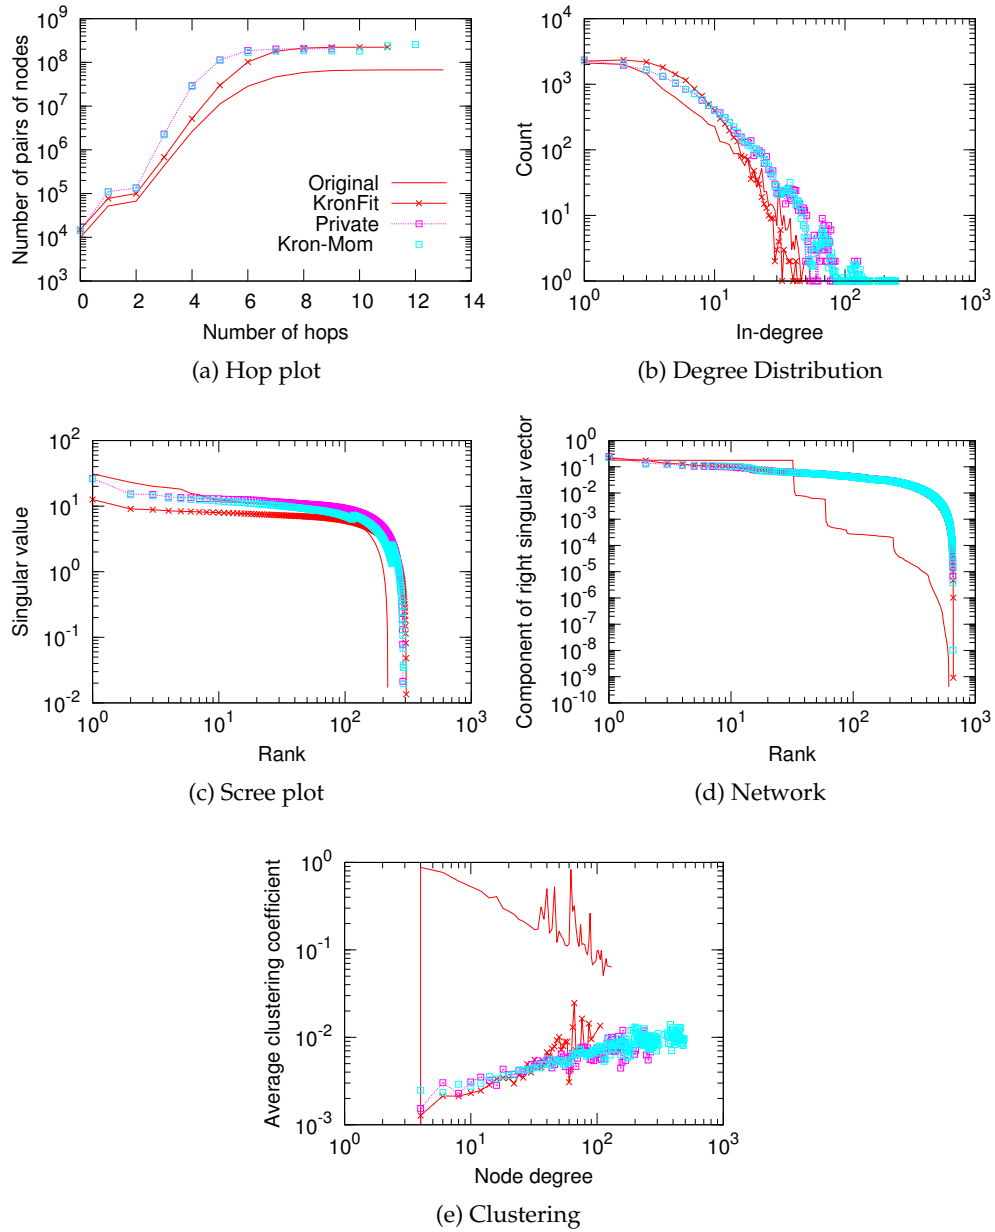 Number of pairs of nodes
10^9
10^8
10^7
10^6
10^5
10^4
10^3
Original
KronFit
Private
Kron-Mom
0 2 4 6 8 10 12 14
Number of hops
(a) Hop plot
Count
10^4
10^3
10^2
10^1
10^0
10^0 10^1 10^2 10^3
In-degree
(b) Degree Distribution
Singular value
10^2
10^1
10^0
10^-1
10^-2
10^0 10^1 10^2 10^3
Rank
(c) Scree plot
Component of right singular vector
10^0
10^-1
10^-2
10^-3
10^-4
10^-5
10^-6
10^-7
10^-8
10^-9
10^-10
10^0 10^1 10^2 10^3
Rank
(d) Network
Average clustering coefficient
10^0
10^-1
10^-2
10^-3
10^0 10^1 10^2 10^3
Node degree
(e) Clustering